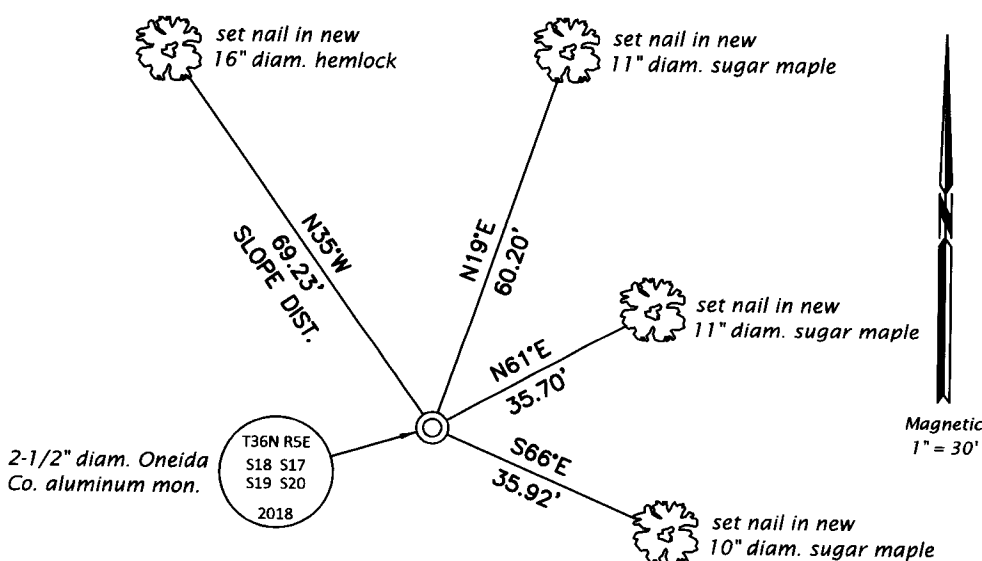 set nail in new
16" diam. hemlock
set nail in new
11" diam. sugar maple
N35°W
69.23'
SLOPE DIST.
N19°E
60.20'
N
set nail in new
11" diam. sugar maple
N61°E
35.70'
Magnetic
1" = 30'
2-1/2" diam. Oneida
Co. aluminum mon.
T36N R5E
S18 S17
S19 S20
2018
S66°E
35.92'
set nail in new
10" diam. sugar maple